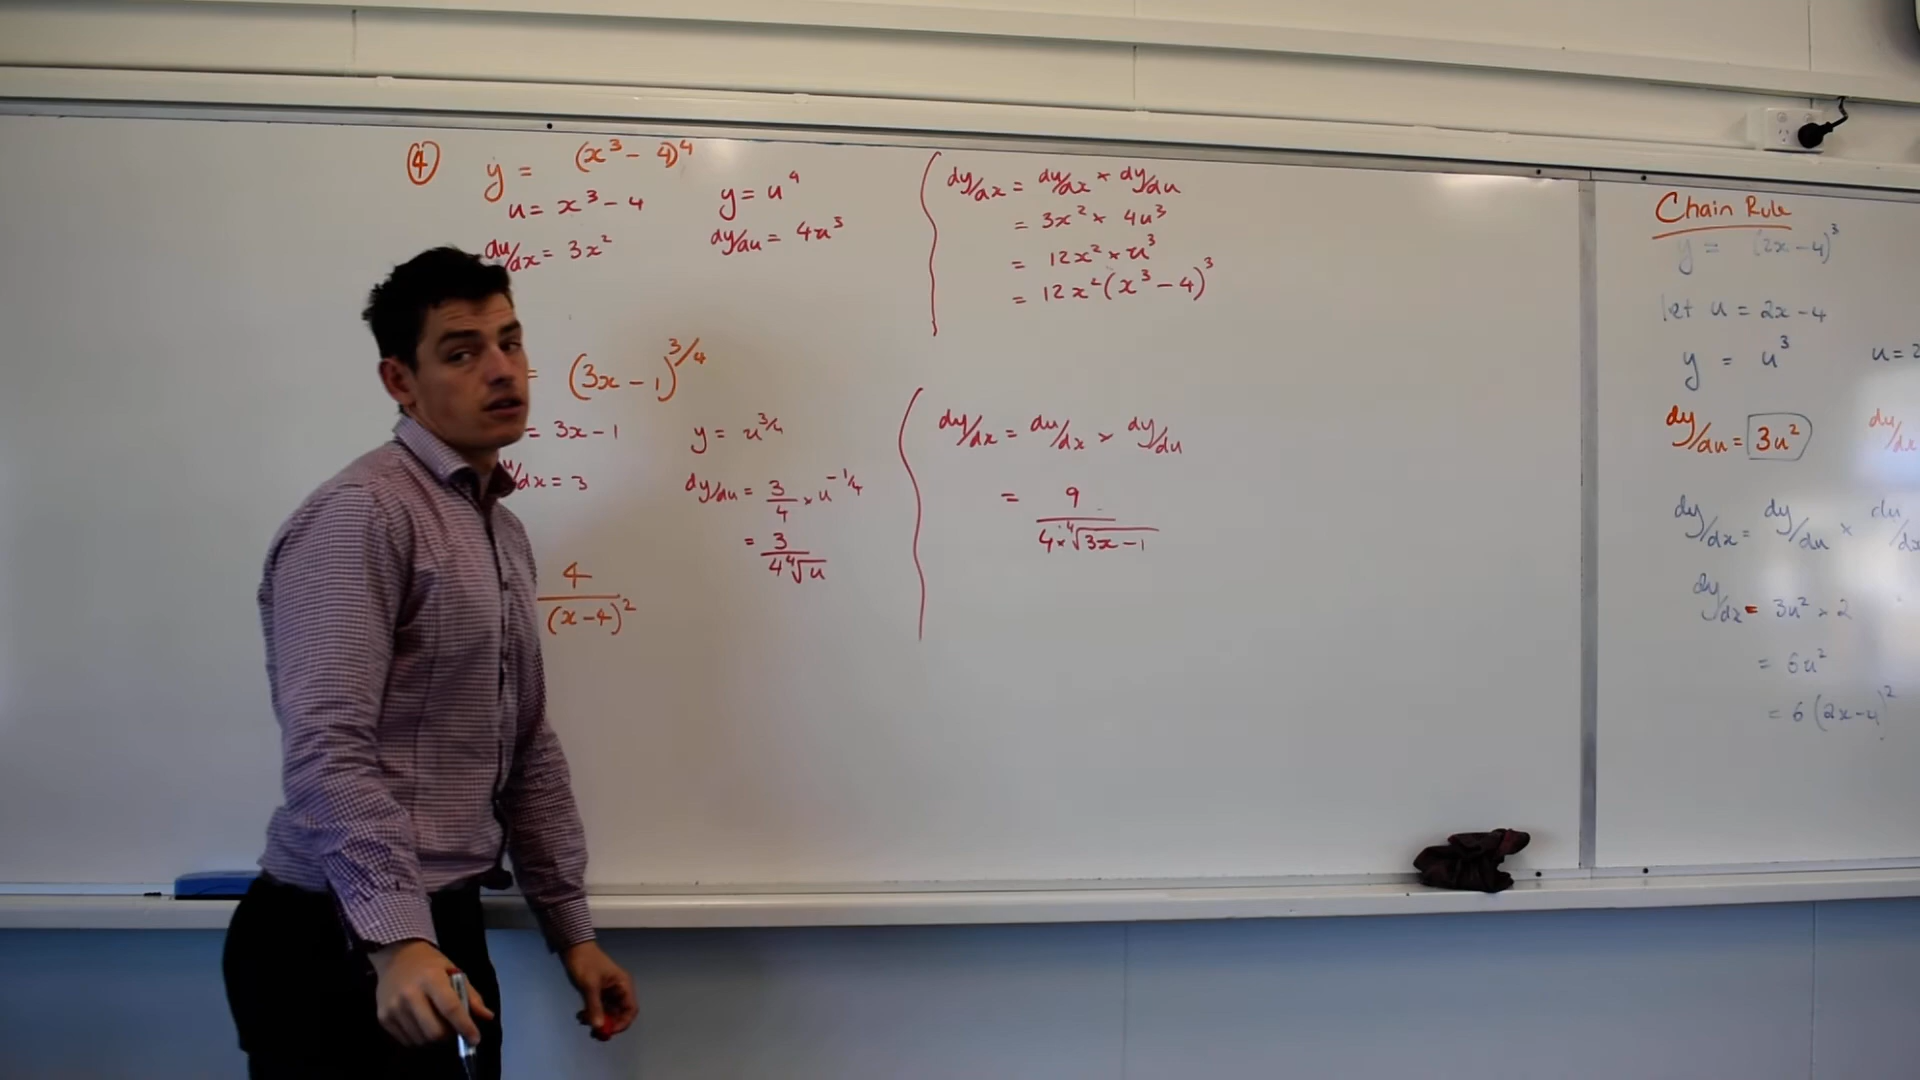 ④ y = (x³ - 4)⁴
u = x³ - 4
y = u⁴
du/dx = 3x²
dy/du = 4u³
dy/dx = du/dx × dy/du
= 3x² × 4u³
= 12x² × u³
= 12x²(x³ - 4)³
= (3x - 1)^3/4
= 3x - 1
y = u^3/4
u/dx = 3
dy/du = 3/4 × u^-1/4
= 3/4⁴√u
dy/dx = du/dx × dy/du
= 9/4×⁴√3x - 1
4/(x - 4)²
Chain Rule
y = (2x - 4)³
let u = 2x - 4
y = u³
u = 2
dy/du = 3u²
du/dx
dy/dx = dy/du × du/dx
dy/dx = 3u² × 2
= 6u²
= 6(2x - 4)²